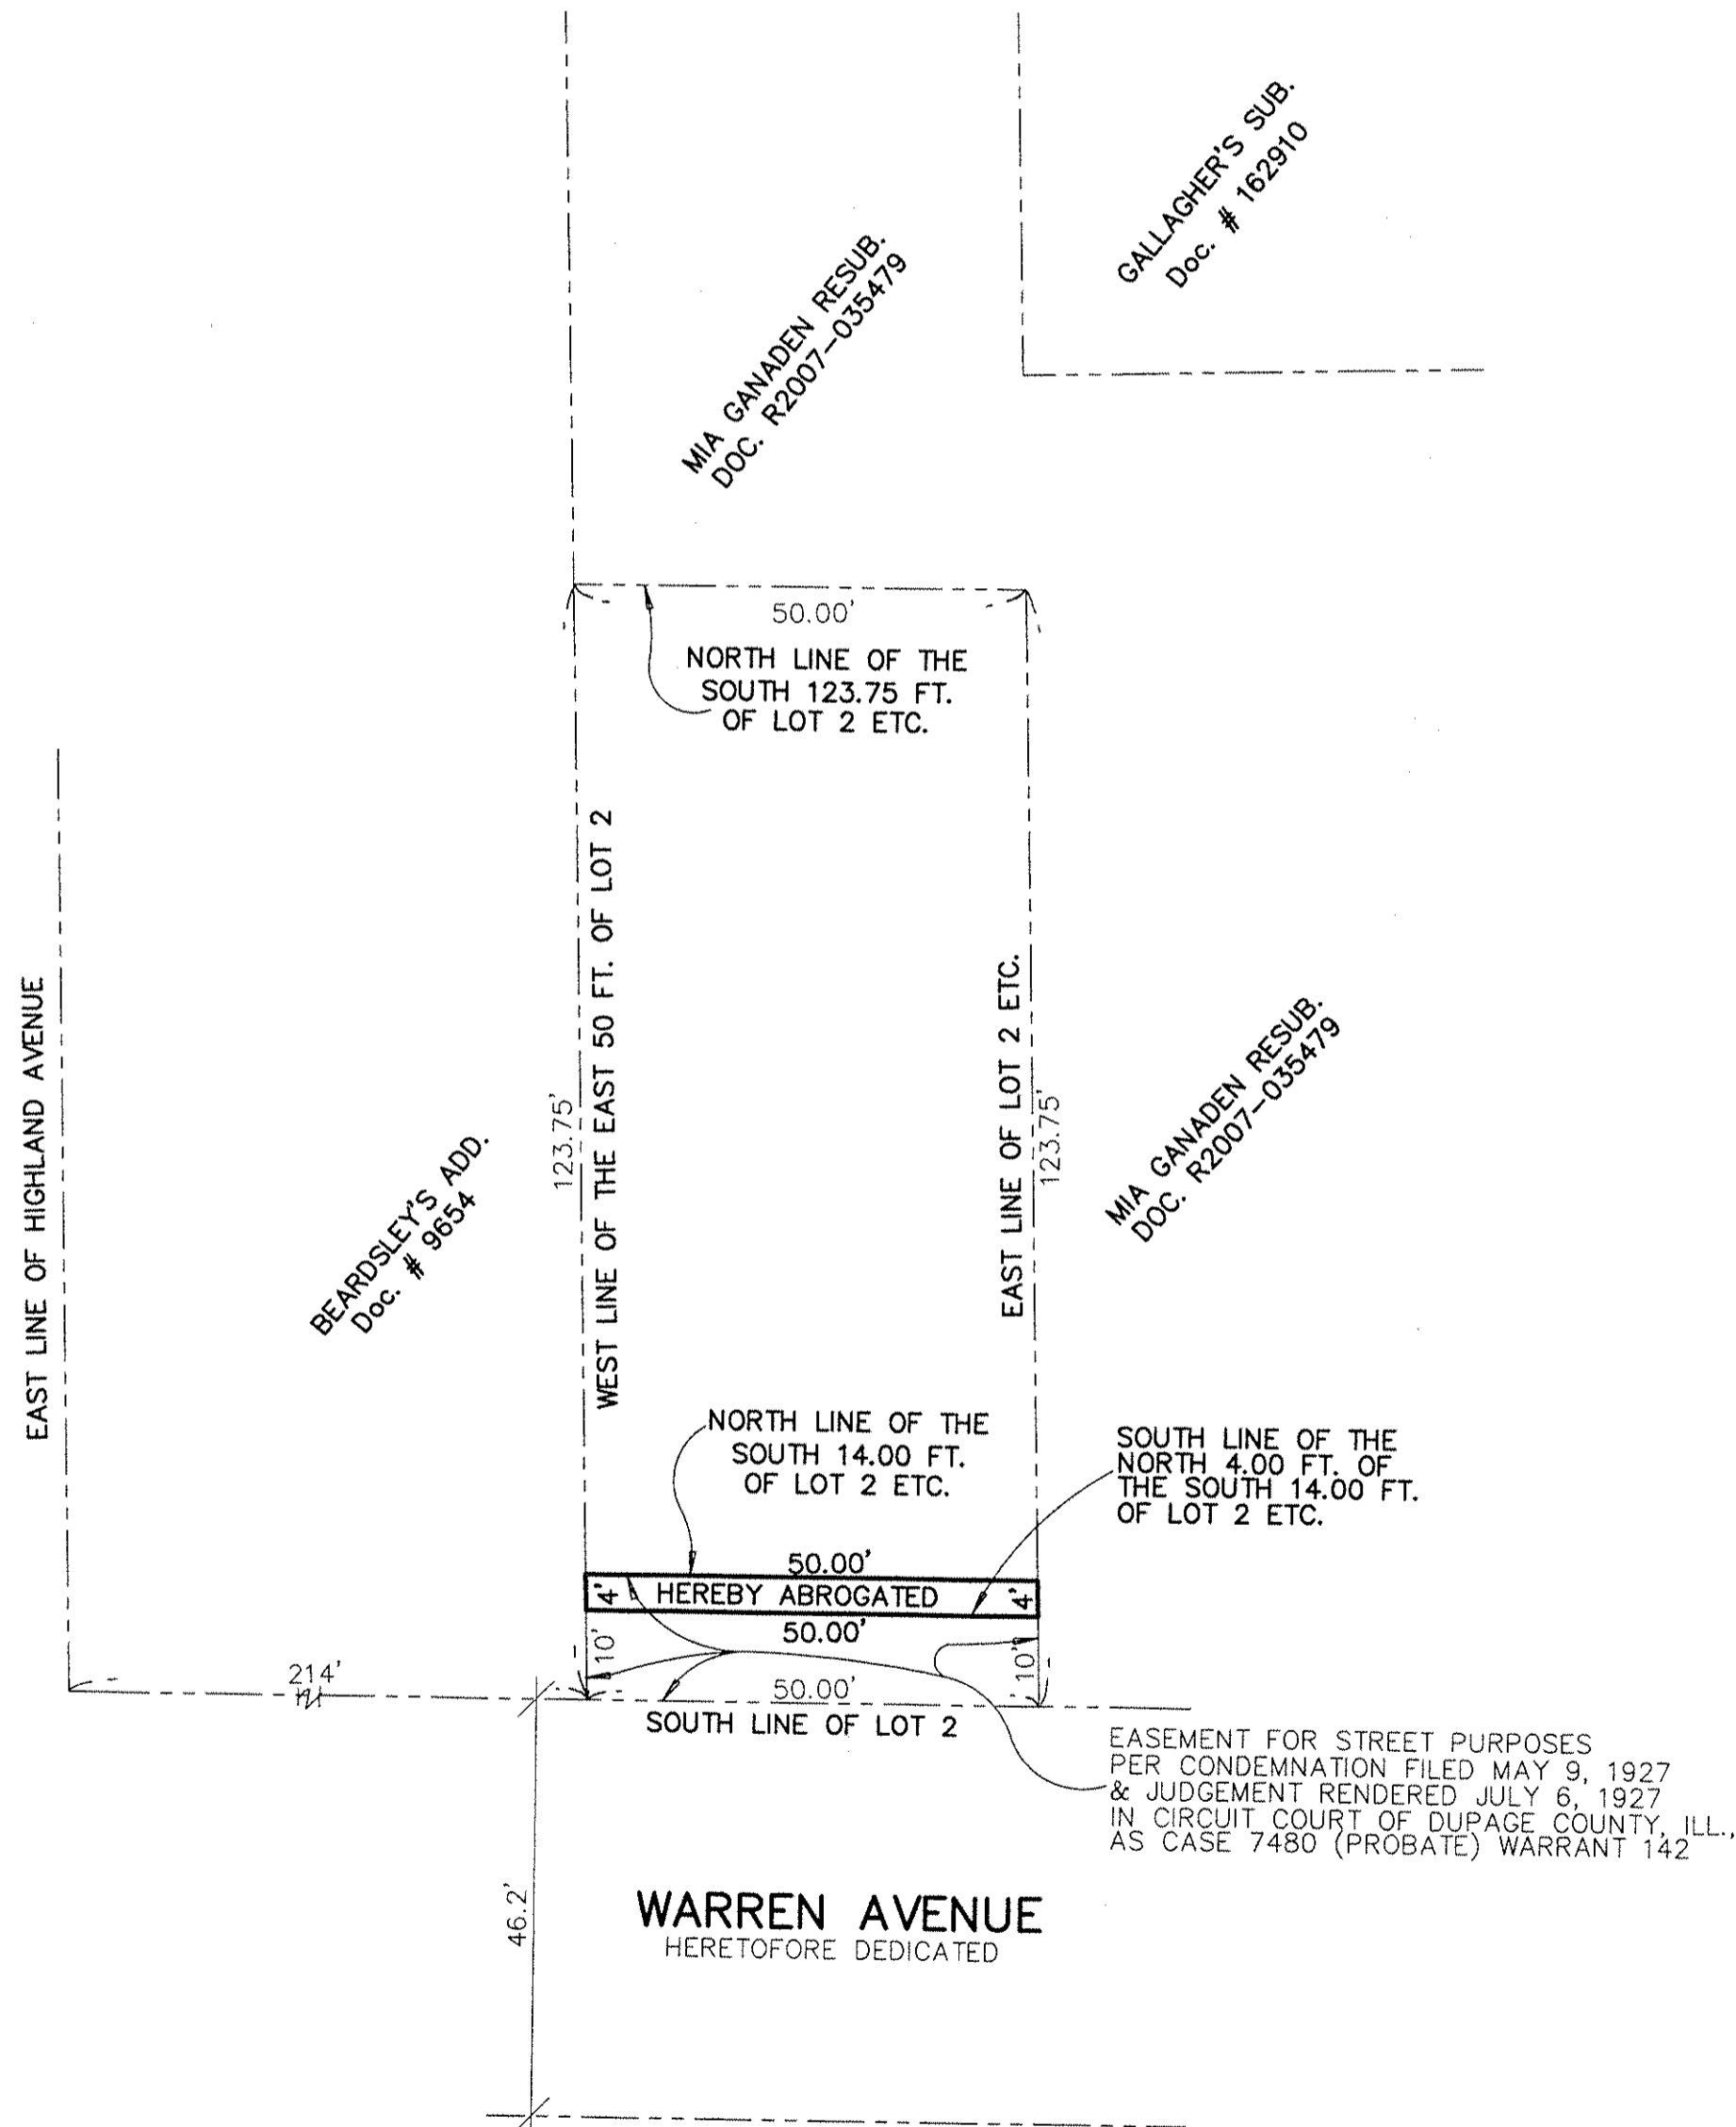 GALLAGHER'S SUB.
Doc. # 162910
MIA GANADEN RESUB.
DOC. R2007-035479
50.00'
NORTH LINE OF THE
SOUTH 123.75 FT.
OF LOT 2 ETC.
EAST LINE OF HIGHLAND AVENUE
BEARDSLEY'S ADD.
Doc. # 9654
123.75'
WEST LINE OF THE EAST 50 FT. OF LOT 2
EAST LINE OF LOT 2 ETC.
123.75'
MIA GANADEN RESUB.
DOC. R2007-035479
NORTH LINE OF THE
SOUTH 14.00 FT.
OF LOT 2 ETC.
SOUTH LINE OF THE
NORTH 4.00 FT. OF
THE SOUTH 14.00 FT.
OF LOT 2 ETC.
50.00'
4'
HEREBY ABROGATED
4'
50.00'
10'
10'
214'
50.00'
SOUTH LINE OF LOT 2
EASEMENT FOR STREET PURPOSES
PER CONDEMNATION FILED MAY 9, 1927
& JUDGEMENT RENDERED JULY 6, 1927
IN CIRCUIT COURT OF DUPAGE COUNTY, ILL.,
AS CASE 7480 (PROBATE) WARRANT 142
46.2'
WARREN AVENUE
HERETOFORE DEDICATED